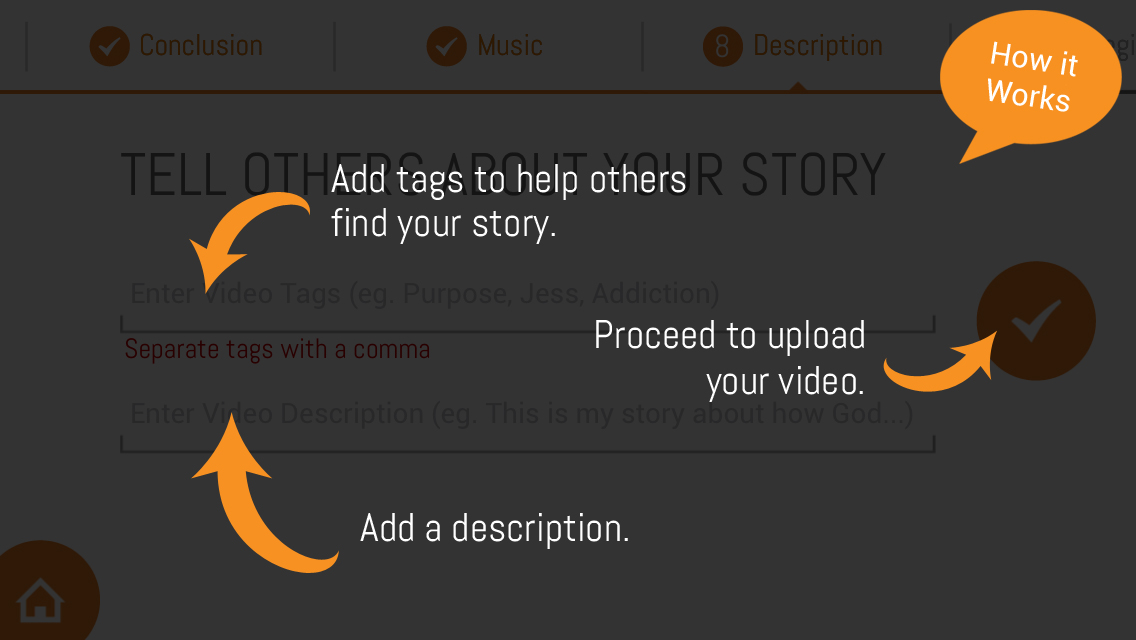 Conclusion
Music
8 Description
How it
Works
TELL OTHERS ABOUT YOUR STORY
Add tags to help others
find your story.
Enter Video Tags (eg. Purpose, Jess, Addiction)
Separate tags with a comma
Proceed to upload
your video.
Enter Video Description (eg. This is my story about how God...)
Add a description.